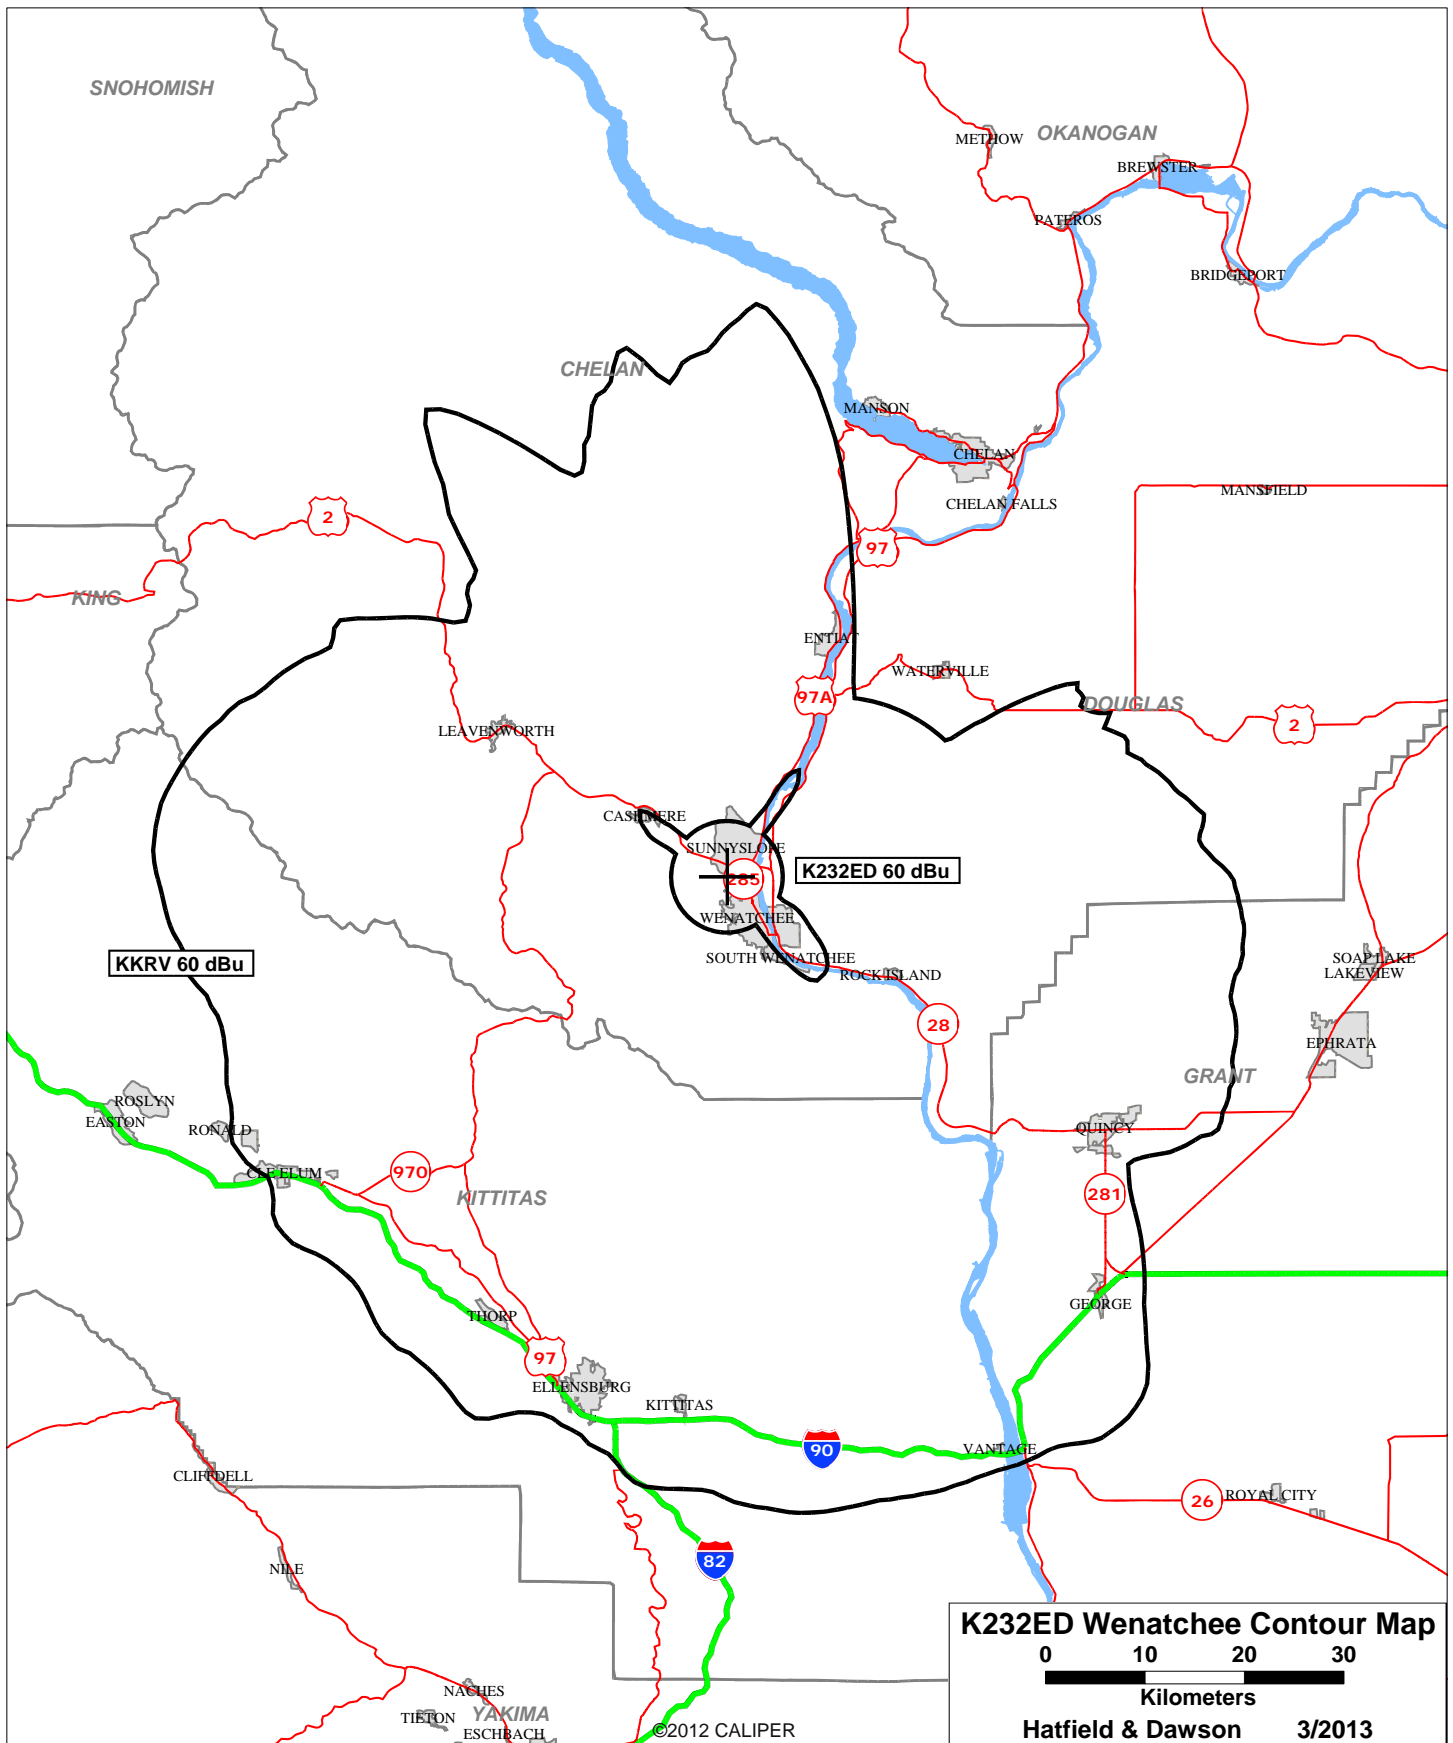 SNOHOMISH
METHOW
OKANOGAN
BREWSTER
PATEROS
BRIDGEPORT
CHELAN
MANSON
CHELAN
CHELAN FALLS
MANSFIELD
2
97
KING
ENTIAT
WATERVILLE
97A
DOUGLAS
2
LEAVENWORTH
CASHMERE
SUNNYSLOPE
285
K232ED 60 dBu
WENATCHEE
KKRV 60 dBu
SOUTH WENATCHEE
ROCK ISLAND
SOAP LAKE
LAKEVIEW
28
EPHRATA
GRANT
ROSLYN
EASTON
RONALD
QUINCY
CLE ELUM
970
KITTITAS
281
GEORGE
THORP
97
ELLENSBURG
KITTITAS
90
VANTAGE
CLIFFDELL
26
ROYAL CITY
82
NILE
NACHES
TIETON
YAKIMA
ESCHBACH
©2012 CALIPER
K232ED Wenatchee Contour Map
0 10 20 30
Kilometers
Hatfield & Dawson 3/2013